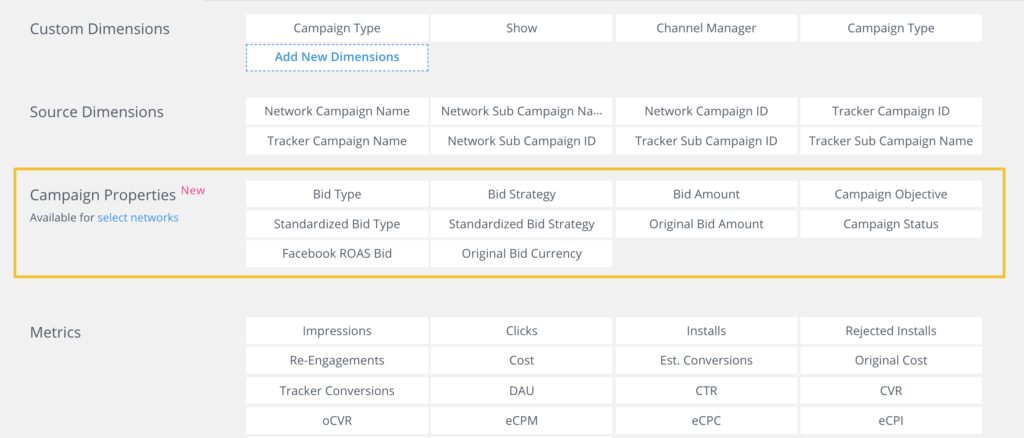 Custom Dimensions
Campaign Type
Show
Channel Manager
Campaign Type
Add New Dimensions
Source Dimensions
Network Campaign Name
Network Sub Campaign Na...
Network Campaign ID
Tracker Campaign ID
Tracker Campaign Name
Network Sub Campaign ID
Tracker Sub Campaign ID
Tracker Sub Campaign Name
Campaign Properties New
Available for select networks
Bid Type
Bid Strategy
Bid Amount
Campaign Objective
Standardized Bid Type
Standardized Bid Strategy
Original Bid Amount
Campaign Status
Facebook ROAS Bid
Original Bid Currency
Metrics
Impressions
Clicks
Installs
Rejected Installs
Re-Engagements
Cost
Est. Conversions
Original Cost
Tracker Conversions
DAU
CTR
CVR
oCVR
eCPM
eCPC
eCPI